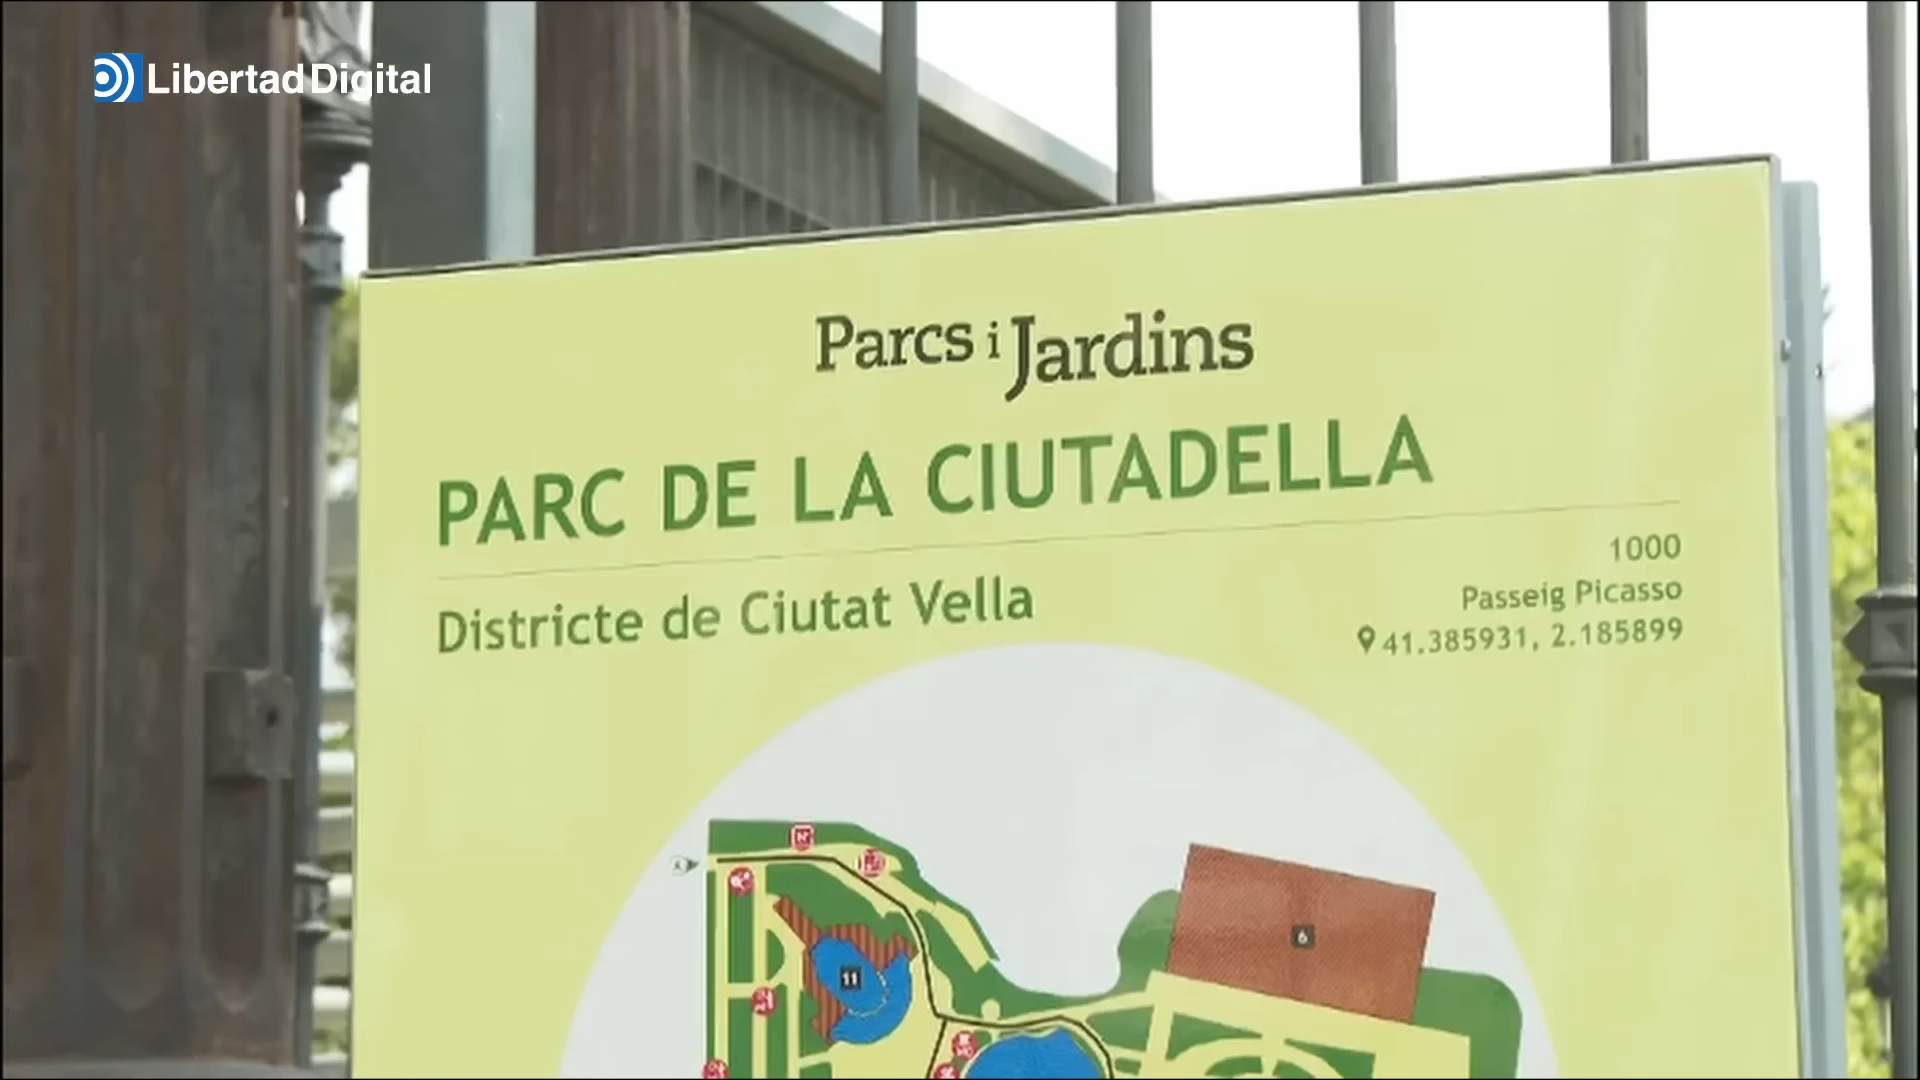 Libertad Digital
Parcs i Jardins
PARC DE LA CIUTADELLA
1000
Districte de Ciutat Vella
Passeig Picasso
41.385931, 2.185899
6
11